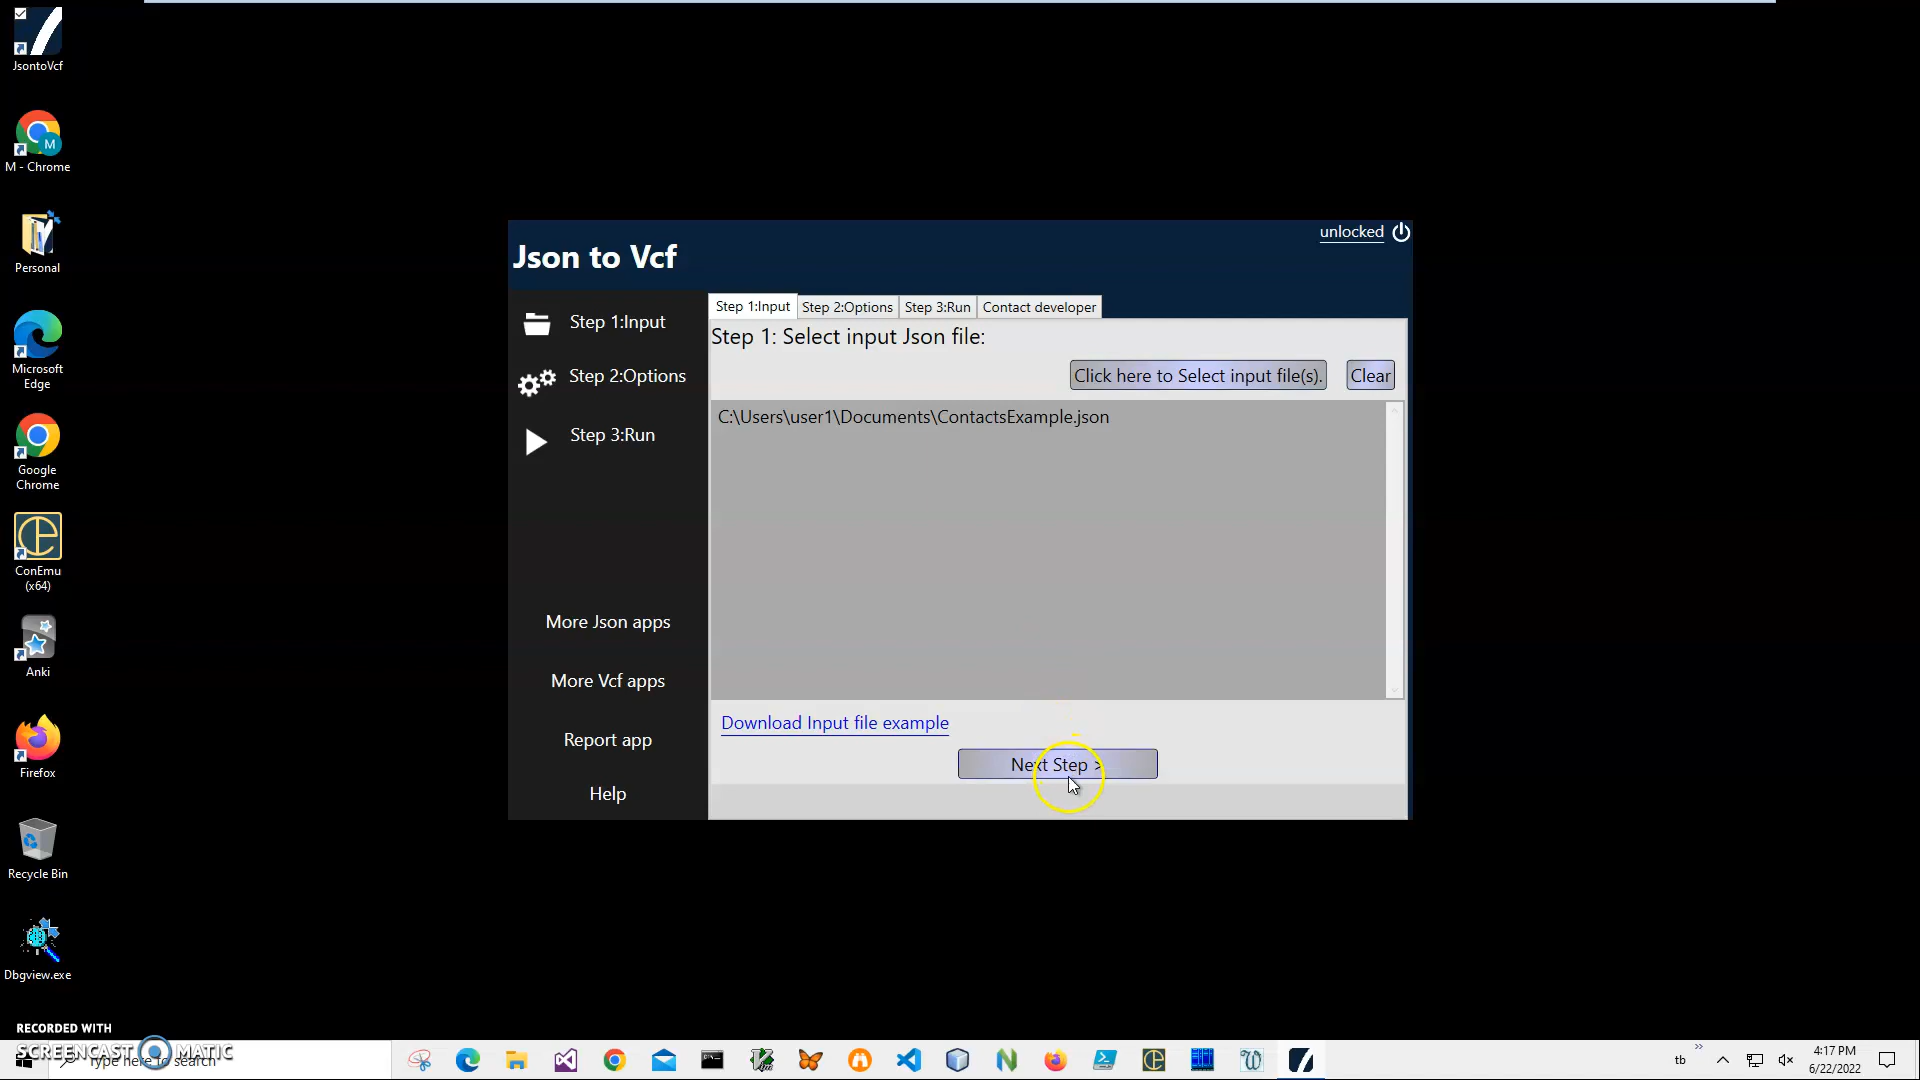 JsontoVcf
M
M - Chrome
Personal
Microsoft
Edge
Google
Chrome
ConEmu
(x64)
Anki
Firefox
Recycle Bin
Dbgview.exe
unlocked
Json to Vcf
Step 1:Input
Step 2:Options
Step 3:Run
More Json apps
More Vcf apps
Report app
Help
Step 1:Input Step 2:Options Step 3:Run Contact developer
Step 1: Select input Json file:
Click here to Select input file(s). Clear
C:\Users\user1\Documents\ContactsExample.json
Download Input file example
Next Step >
RECORDED WITH
SCREENCAST MATIC
Type here to search
tb
4:17 PM
6/22/2022